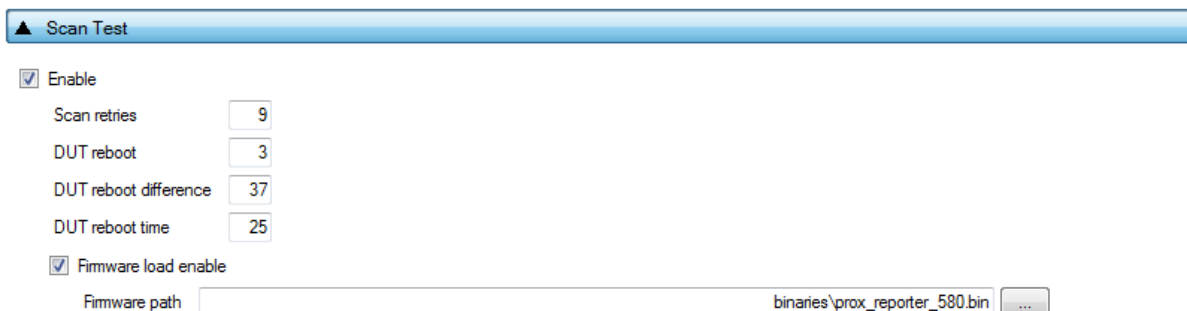 Scan Test
Enable
Scan retries 9
DUT reboot 3
DUT reboot difference 37
DUT reboot time 25
Firmware load enable
Firmware path binaries\prox_reporter_580.bin ...